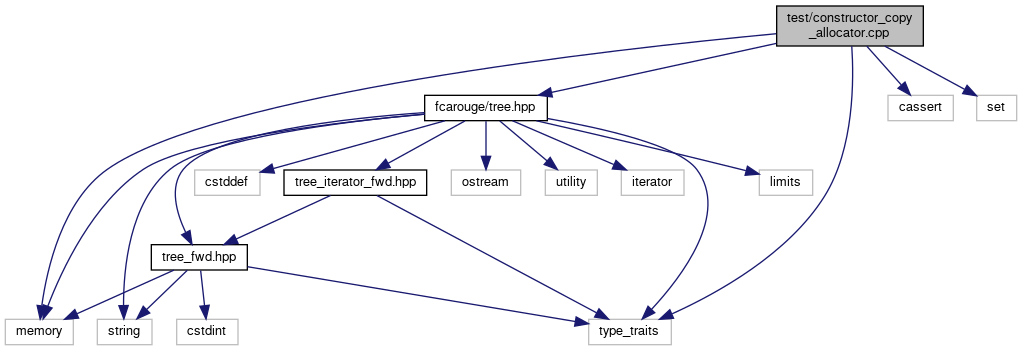 test/constructor_copy
_allocator.cpp
fcarouge/tree.hpp
cassert
set
cstddef
tree_iterator_fwd.hpp
ostream
utility
iterator
limits
tree_fwd.hpp
memory
string
cstdint
type_traits